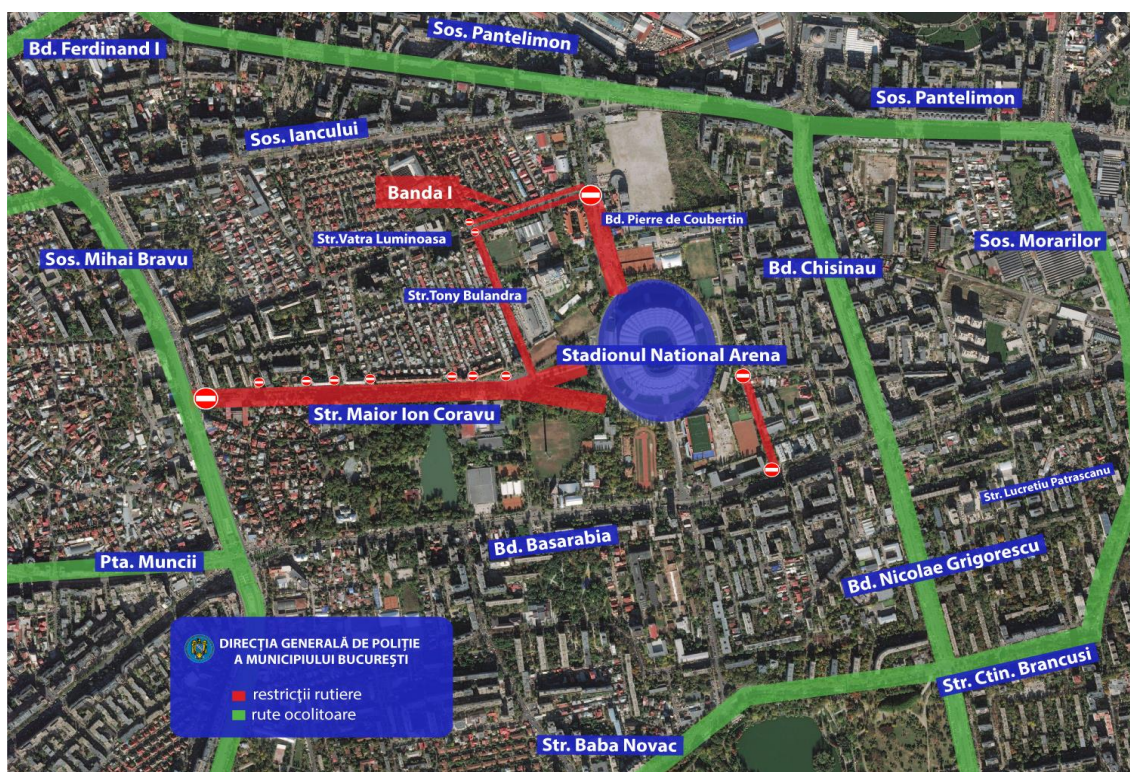 Sos. Pantelimon
Bd. Ferdinand I
Sos. Pantelimon
Sos. Iancului
Banda I
Bd. Pierre de Coubertin
Str.Vatra Luminoasa
Sos. Morarilor
Sos. Mihai Bravu
Bd. Chisinau
Str.Tony Bulandra
Stadionul National Arena
Str. Maior Ion Coravu
Str. Lucretiu Patrascanu
Bd. Basarabia
Pta. Muncii
Bd. Nicolae Grigorescu
DIRECȚIA GENERALĂ DE POLIȚIE
A MUNICIPIULUI BUCUREȘTI
restricții rutiere
rute ocolitoare
Str. Ctin. Brancusi
Str. Baba Novac